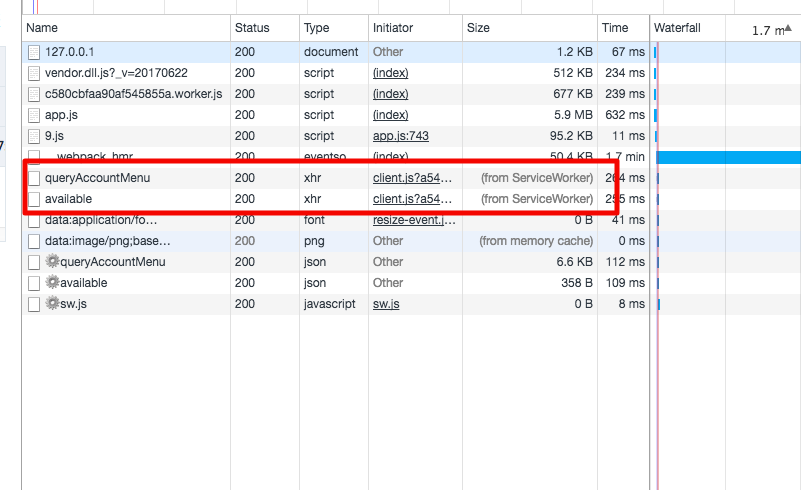 Name Status Type Initiator Size Time Waterfall 1.7 m
127.0.0.1 200 document Other 1.2 KB 67 ms
vendor.dll.js?_v=20170622 200 script (index) 512 KB 234 ms
c580cbfaa90af545855a.worker.js 200 script (index) 677 KB 239 ms
app.js 200 script (index) 5.9 MB 632 ms
9.js 200 script app.js:743 95.2 KB 11 ms
__webpack_hmr 200 eventso… (index) 50.4 KB 1.7 min
queryAccountMenu 200 xhr client.js?a54… (from ServiceWorker) 264 ms
available 200 xhr client.js?a54… (from ServiceWorker) 255 ms
data:application/fo… 200 font resize-event.j… 0 B 41 ms
data:image/png;base… 200 png Other (from memory cache) 0 ms
queryAccountMenu 200 json Other 6.6 KB 112 ms
available 200 json Other 358 B 109 ms
sw.js 200 javascript sw.js 0 B 8 ms